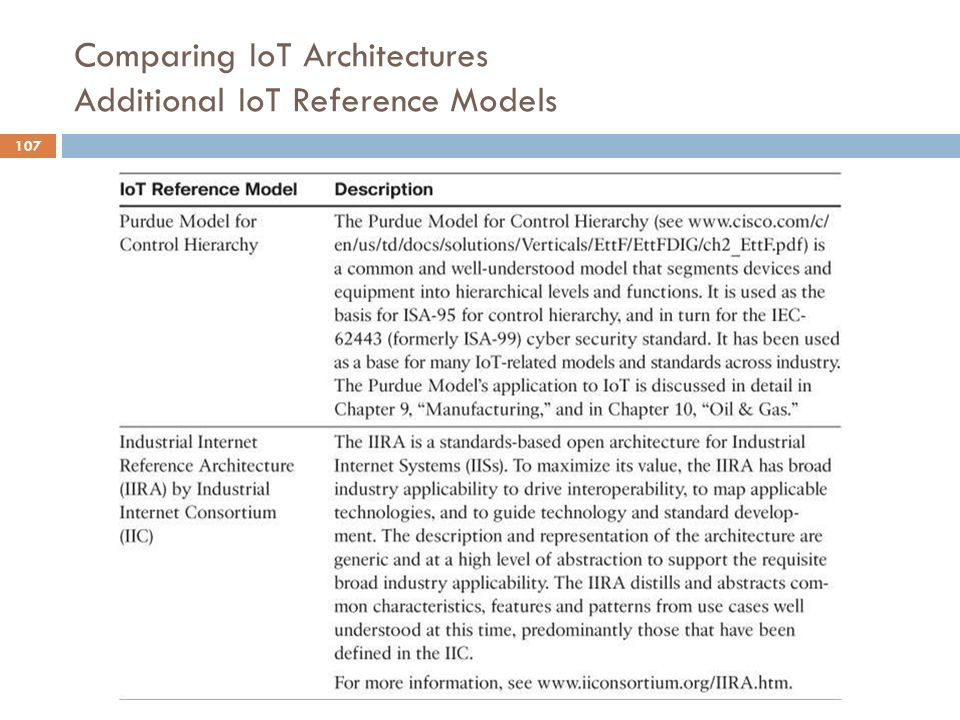 Comparing IoT Architectures
Additional IoT Reference Models
107
IoT Reference Model Description
Purdue Model for
Control Hierarchy
The Purdue Model for Control Hierarchy (see www.cisco.com/c/
en/us/td/docs/solutions/Verticals/EttF/EttFDIG/ch2_EttF.pdf) is
a common and well-understood model that segments devices and
equipment into hierarchical levels and functions. It is used as the
basis for ISA-95 for control hierarchy, and in turn for the IEC-
62443 (formerly ISA-99) cyber security standard. It has been used
as a base for many IoT-related models and standards across industry.
The Purdue Model’s application to IoT is discussed in detail in
Chapter 9, “Manufacturing,” and in Chapter 10, “Oil & Gas.”
Industrial Internet
Reference Architecture
(IIRA) by Industrial
Internet Consortium
(IIC)
The IIRA is a standards-based open architecture for Industrial
Internet Systems (IISs). To maximize its value, the IIRA has broad
industry applicability to drive interoperability, to map applicable
technologies, and to guide technology and standard develop-
ment. The description and representation of the architecture are
generic and at a high level of abstraction to support the requisite
broad industry applicability. The IIRA distills and abstracts com-
mon characteristics, features and patterns from use cases well
understood at this time, predominantly those that have been
defined in the IIC.
For more information, see www.iiconsortium.org/IIRA.htm.